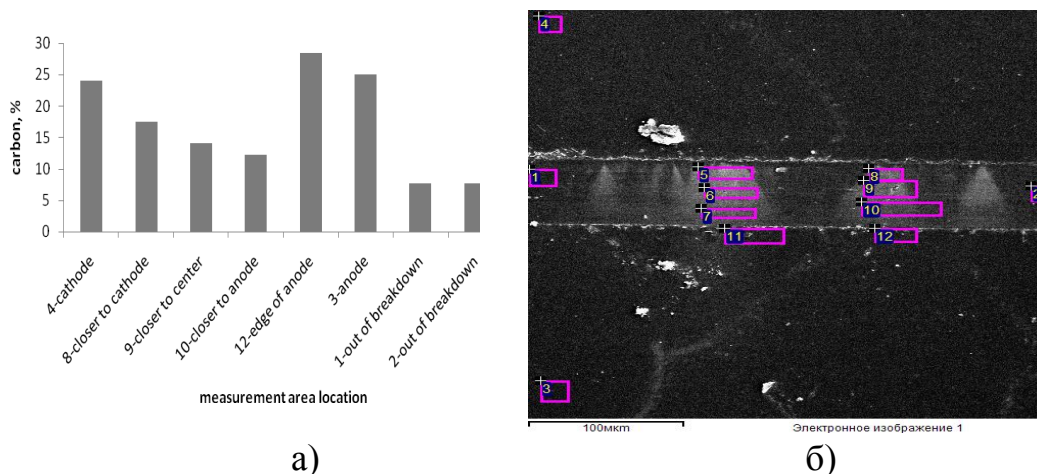 30
25
20
15
10
5
0
carbon, %
4-cathode
8-closer to cathode
9-closer to center
10-closer to anode
12-edge of anode
3-anode
1-out of breakdown
2-out of breakdown
measurement area location
а)
4
1
5
6
7
8
9
10
2
11
12
3
100мкm
Электронное изображение 1
б)